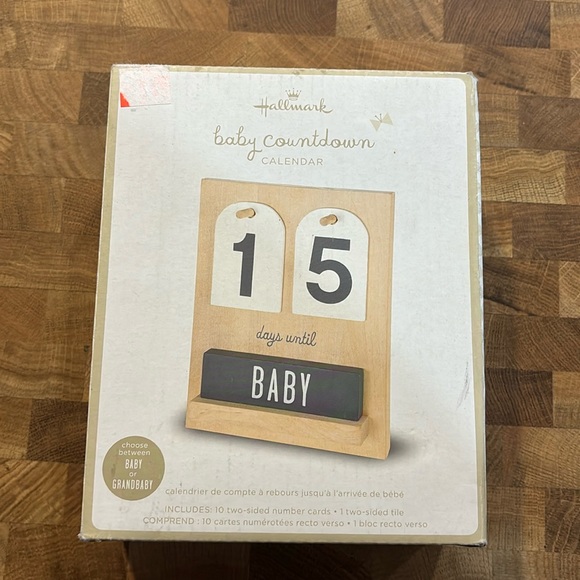 Hallmark
baby countdown
CALENDAR
15
days until
BABY
choose
between
BABY
or
GRANDBABY
calendrier de compte à rebours jusqu'à l'arrivée de bébé
INCLUDES: 10 two-sided number cards • 1 two-sided tile
COMPREND : 10 cartes numérotées recto verso • 1 bloc recto verso